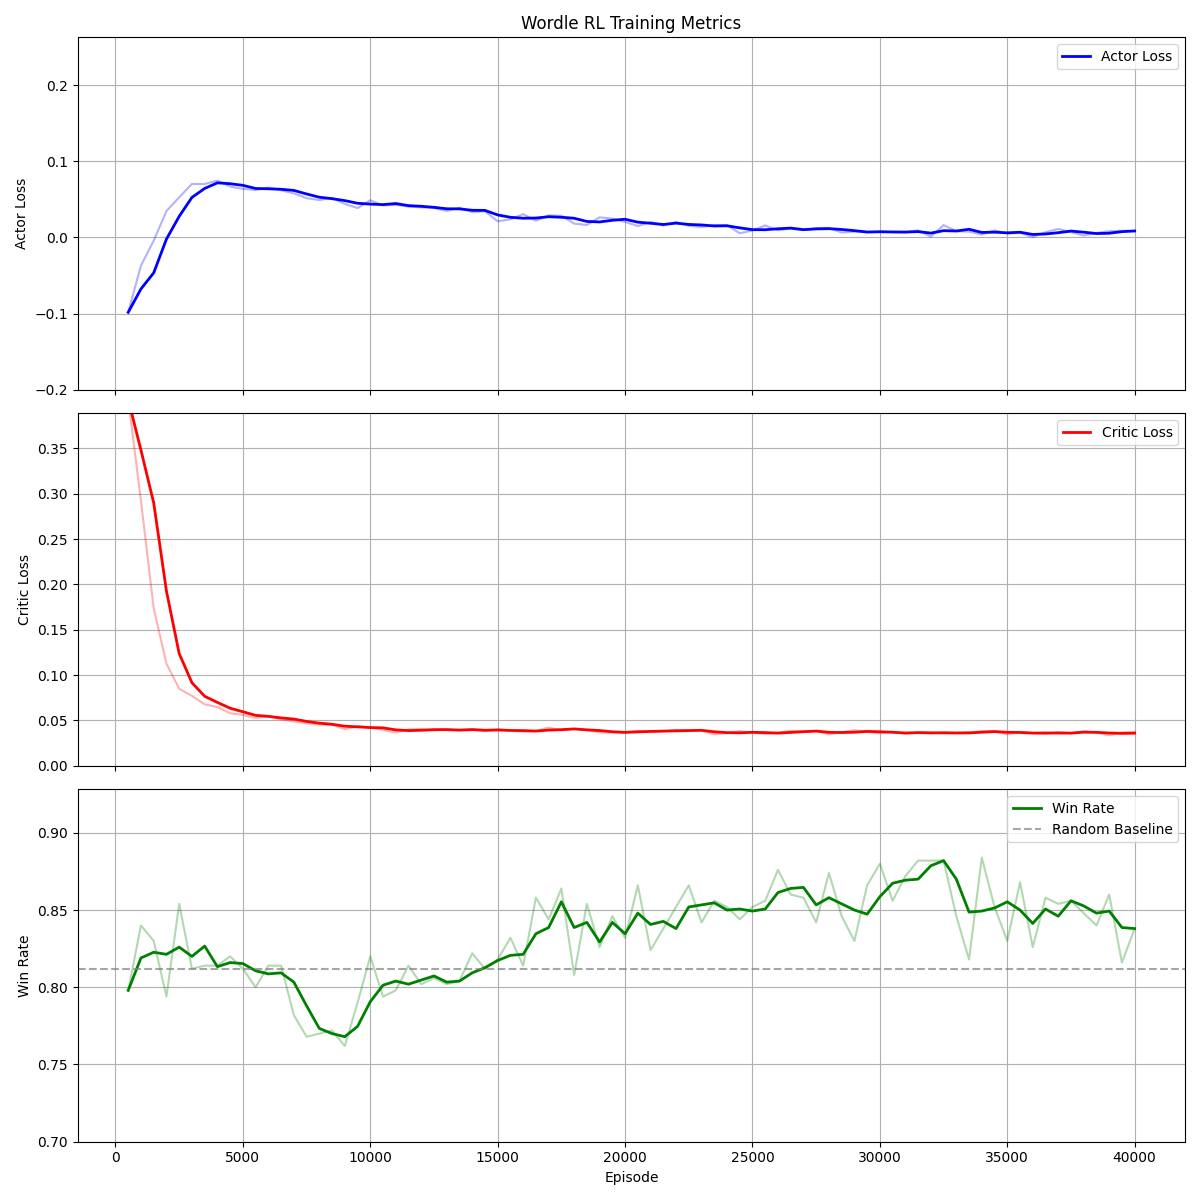 Wordle RL Training Metrics
Actor Loss
0.2
0.1
0.0
−0.1
−0.2
Actor Loss
Critic Loss
0.35
0.30
0.25
0.20
0.15
0.10
0.05
0.00
Critic Loss
Win Rate
Random Baseline
0.90
0.85
0.80
0.75
0.70
Win Rate
0 5000 10000 15000 20000 25000 30000 35000 40000
Episode